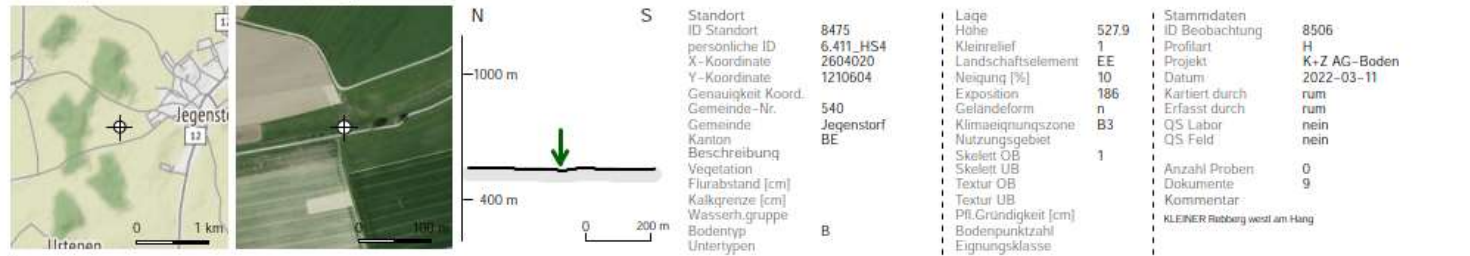 12
Jegenst
12
Urtenen
0 1 km
0 100 m
N S
1000 m
400 m
0 200 m
Standort
ID Standort 8475
persönliche ID 6.411_HS4
X-Koordinate 2604020
Y-Koordinate 1210604
Genauigkeit Koord.
Gemeinde-Nr. 540
Gemeinde Jegenstorf
Kanton BE
Beschreibung
Vegetation
Flurabstand [cm]
Kalkgrenze [cm]
Wasserh.gruppe
Bodentyp B
Untertypen
Lage
Höhe 527.9
Kleinrelief 1
Landschaftselement EE
Neigung [%] 10
Exposition 186
Geländeform n
Klimaeignungszone B3
Nutzungsgebiet
Skelett OB 1
Skelett UB
Textur OB
Textur UB
Pfl.Gründigkeit [cm]
Bodenpunktzahl
Eignungsklasse
Stammdaten
ID Beobachtung 8506
Profilart H
Projekt K+Z AG-Boden
Datum 2022-03-11
Kartiert durch rum
Erfasst durch rum
QS Labor nein
QS Feld nein
Anzahl Proben 0
Dokumente 9
Kommentar
KLEINER Rebberg westl am Hang